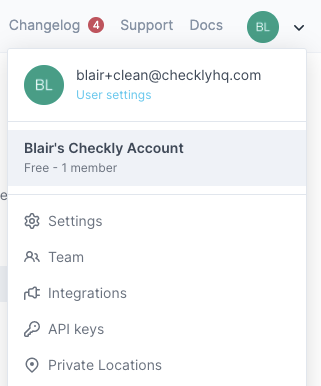 Changelog 4 Support Docs BL
BL
blair+clean@checklyhq.com
User settings
Blair's Checkly Account
Free - 1 member
e
Settings
Team
Integrations
API keys
Private Locations